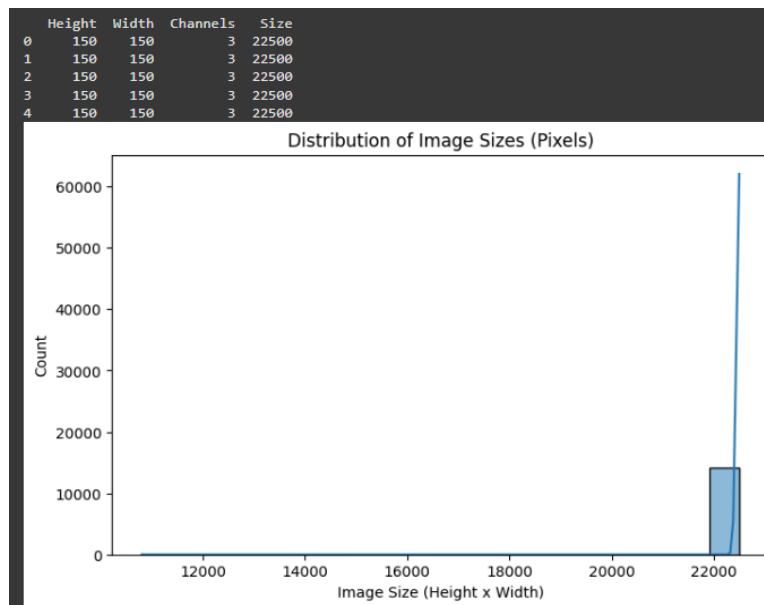 Height Width Channels Size
0 150 150 3 22500
1 150 150 3 22500
2 150 150 3 22500
3 150 150 3 22500
4 150 150 3 22500
Distribution of Image Sizes (Pixels)
60000
50000
40000
30000
20000
10000
0
Count
12000 14000 16000 18000 20000 22000
Image Size (Height x Width)